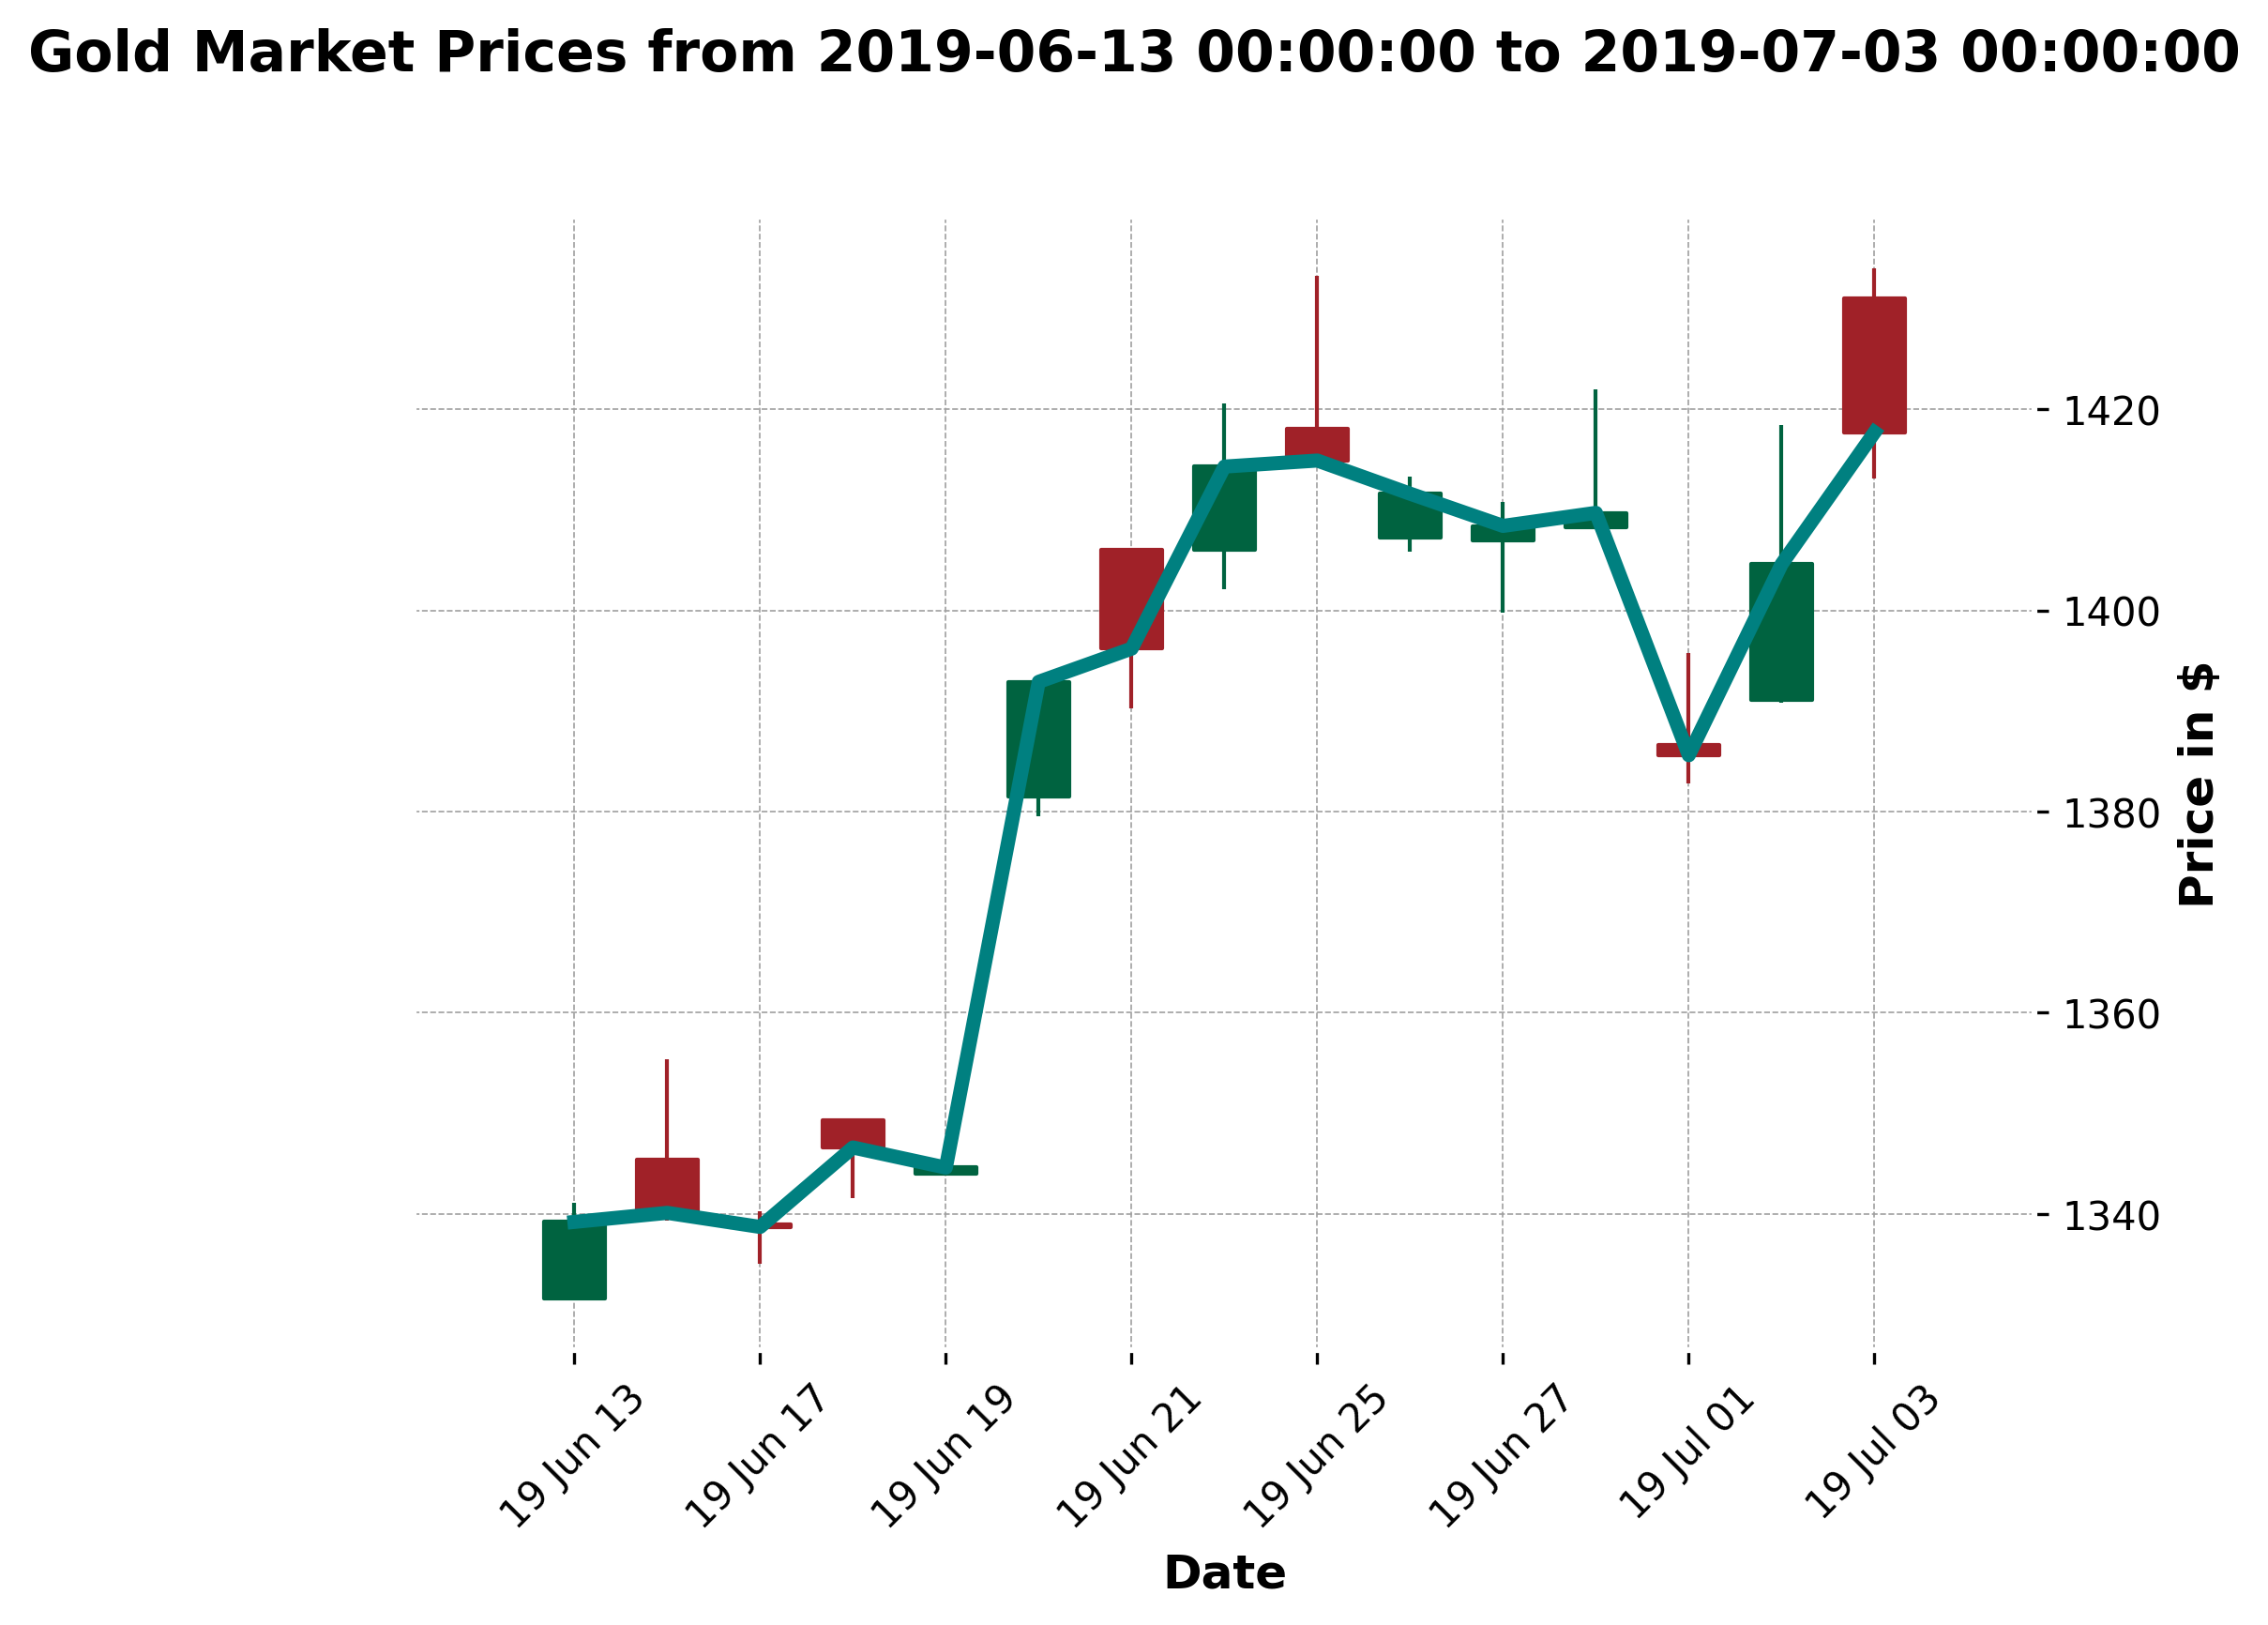 Gold Market Prices from 2019-06-13 00:00:00 to 2019-07-03 00:00:00
1420
1400
1380
1360
1340
Price in $
19 Jun 13
19 Jun 17
19 Jun 19
19 Jun 21
19 Jun 25
19 Jun 27
19 Jul 01
19 Jul 03
Date